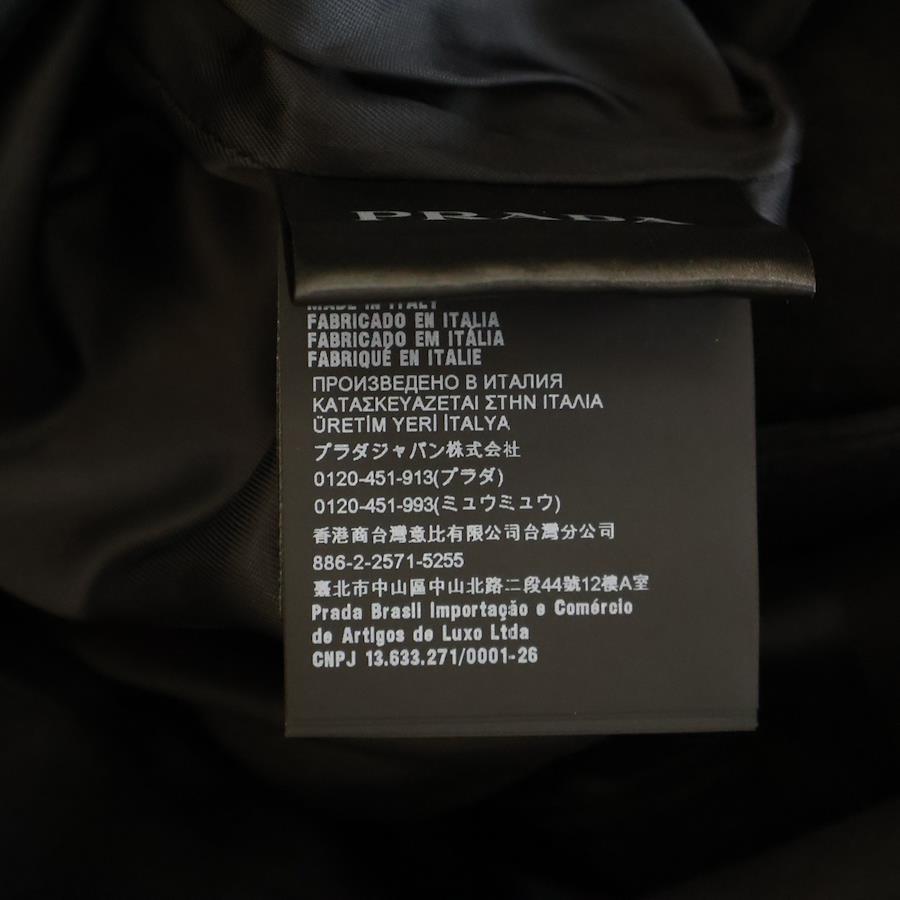 PRADA
MADE IN ITALY
FABRICADO EN ITALIA
FABRICADO EM ITÁLIA
FABRIQUÉ EN ITALIE
ПРОИЗВЕДЕНО В ИТАЛИЯ
ΚΑΤΑΣΚΕΥΑΖΕΤΑΙ ΣΤΗΝ ΙΤΑΛΙΑ
ÜRETİM YERİ İTALYA
プラダジャパン株式会社
0120-451-913(プラダ)
0120-451-993(ミュウミュウ)
香港商台灣意比有限公司台灣分公司
886-2-2571-5255
臺北市中山區中山北路二段44號12樓A室
Prada Brasil Importação e Comércio
de Artigos de Luxo Ltda
CNPJ 13.633.271/0001-26